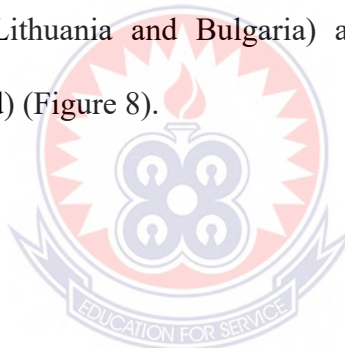 Lithuania and Bulgaria) a
d) (Figure 8).
EDUCATION FOR SERVICE